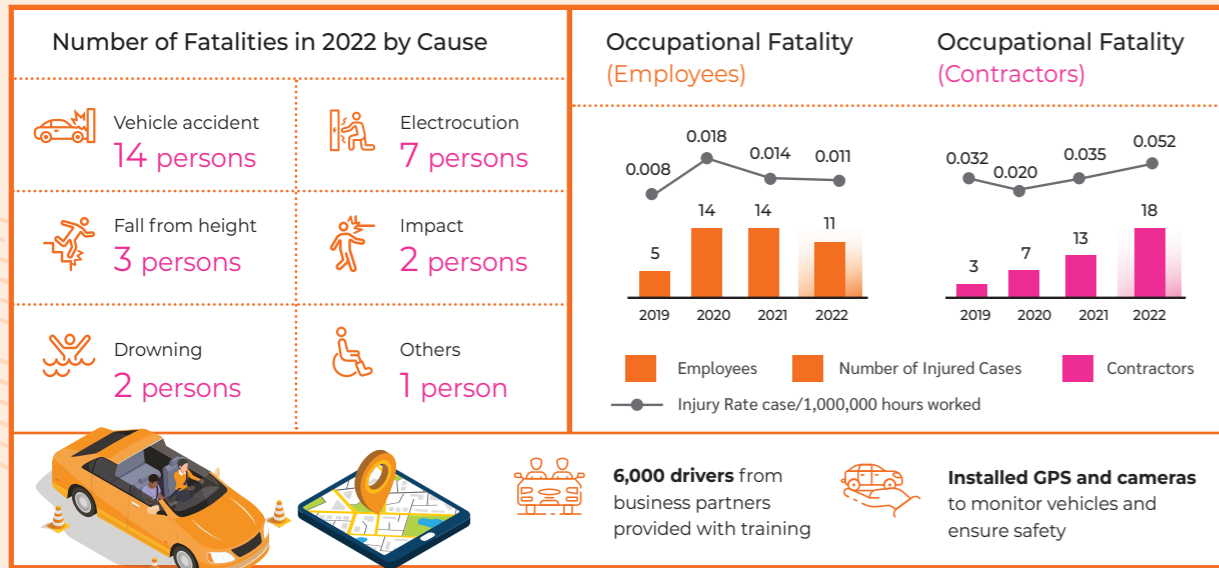 Number of Fatalities in 2022 by Cause
Vehicle accident
14 persons
Electrocution
7 persons
Fall from height
3 persons
Impact
2 persons
Drowning
2 persons
Others
1 person
Occupational Fatality
(Employees)
0.008
0.018
0.014
0.011
5
14
14
11
2019
2020
2021
2022
Occupational Fatality
(Contractors)
0.032
0.020
0.035
0.052
3
7
13
18
2019
2020
2021
2022
Employees
Number of Injured Cases
Contractors
Injury Rate case/1,000,000 hours worked
6,000 drivers from
business partners
provided with training
Installed GPS and cameras
to monitor vehicles and
ensure safety